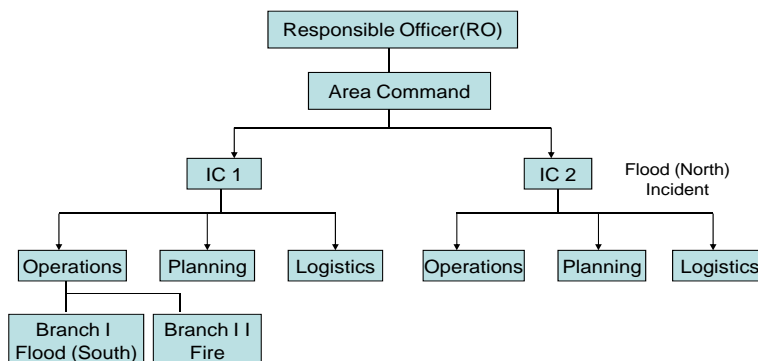 Responsible Officer(RO)
Area Command
IC 1
IC 2
Flood (North)
Incident
Operations
Planning
Logistics
Operations
Planning
Logistics
Branch I
Flood (South)
Branch I I
Fire